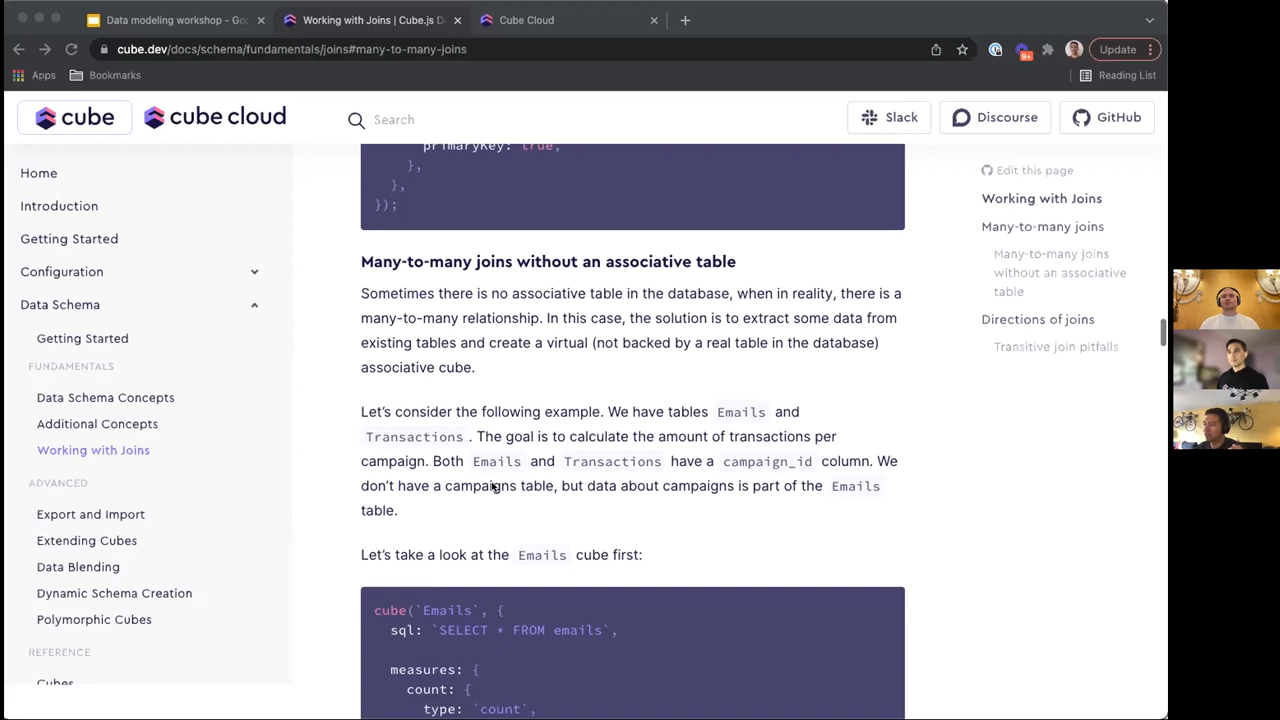 Data modeling workshop - Goo
Working with Joins | Cube.js D
Cube Cloud
cube.dev/docs/schema/fundamentals/joins#many-to-many-joins
9+
Update
Apps
Bookmarks
Reading List
cube
cube cloud
Search
Slack
Discourse
GitHub
Home
Introduction
Getting Started
Configuration
Data Schema
Getting Started
FUNDAMENTALS
Data Schema Concepts
Additional Concepts
Working with Joins
ADVANCED
Export and Import
Extending Cubes
Data Blending
Dynamic Schema Creation
Polymorphic Cubes
REFERENCE
Cubes
primaryKey: true,
},
},
});
Many-to-many joins without an associative table
Sometimes there is no associative table in the database, when in reality, there is a
many-to-many relationship. In this case, the solution is to extract some data from
existing tables and create a virtual (not backed by a real table in the database)
associative cube.
Let's consider the following example. We have tables Emails and
Transactions . The goal is to calculate the amount of transactions per
campaign. Both Emails and Transactions have a campaign_id column. We
don't have a campaigns table, but data about campaigns is part of the Emails
table.
Let's take a look at the Emails cube first:
cube(`Emails`, {
sql: `SELECT * FROM emails`,
measures: {
count: {
type: `count`,
Edit this page
Working with Joins
Many-to-many joins
Many-to-many joins
without an associative
table
Directions of joins
Transitive join pitfalls